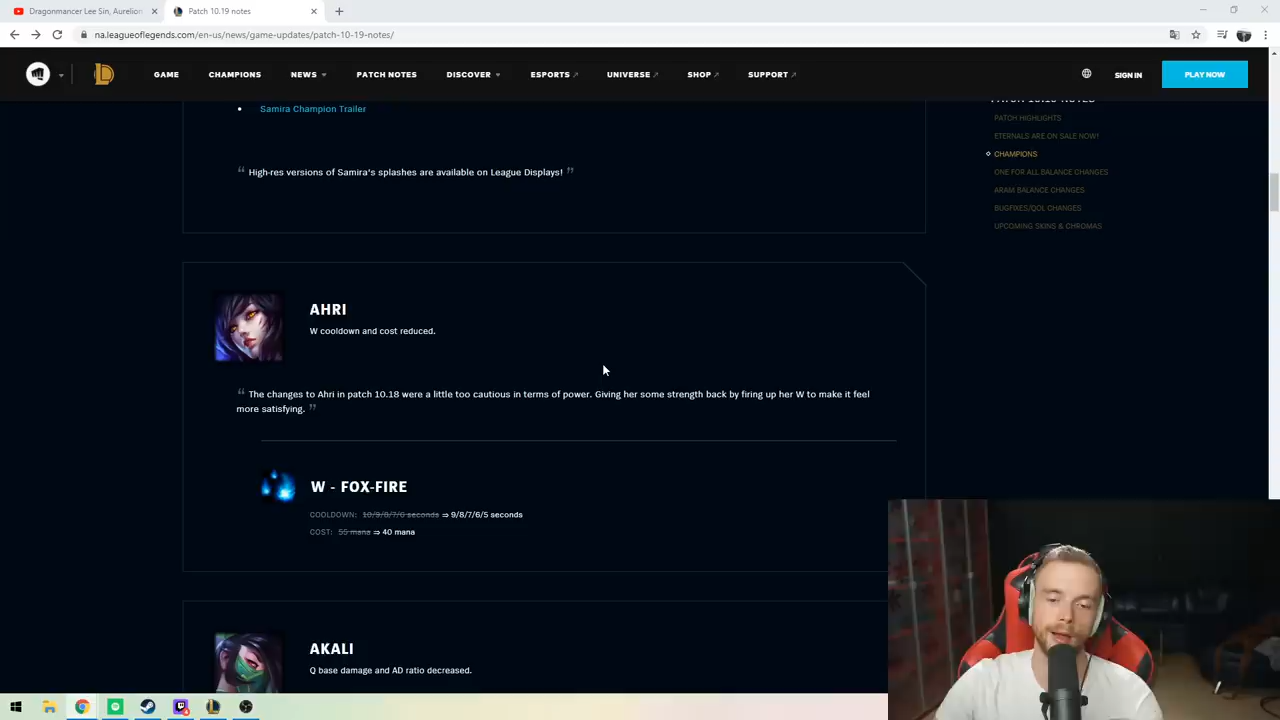 Dragonmancer Lee Sin, Aurelion
Patch 10.19 notes
na.leagueoflegends.com/en-us/news/game-updates/patch-10-19-notes/
GAME
CHAMPIONS
NEWS
PATCH NOTES
DISCOVER
ESPORTS
UNIVERSE
SHOP
SUPPORT
SIGN IN
PLAY NOW
Samira Champion Trailer
PATCH 10.19 NOTES
PATCH HIGHLIGHTS
ETERNALS ARE ON SALE NOW!
CHAMPIONS
ONE FOR ALL BALANCE CHANGES
ARAM BALANCE CHANGES
BUGFIXES/QOL CHANGES
UPCOMING SKINS & CHROMAS
“ High-res versions of Samira's splashes are available on League Displays! ”
AHRI
W cooldown and cost reduced.
“ The changes to Ahri in patch 10.18 were a little too cautious in terms of power. Giving her some strength back by firing up her W to make it feel
more satisfying. ”
W - FOX-FIRE
COOLDOWN: 10/9/8/7/6 seconds ⇒ 9/8/7/6/5 seconds
COST: 55 mana ⇒ 40 mana
AKALI
Q base damage and AD ratio decreased.